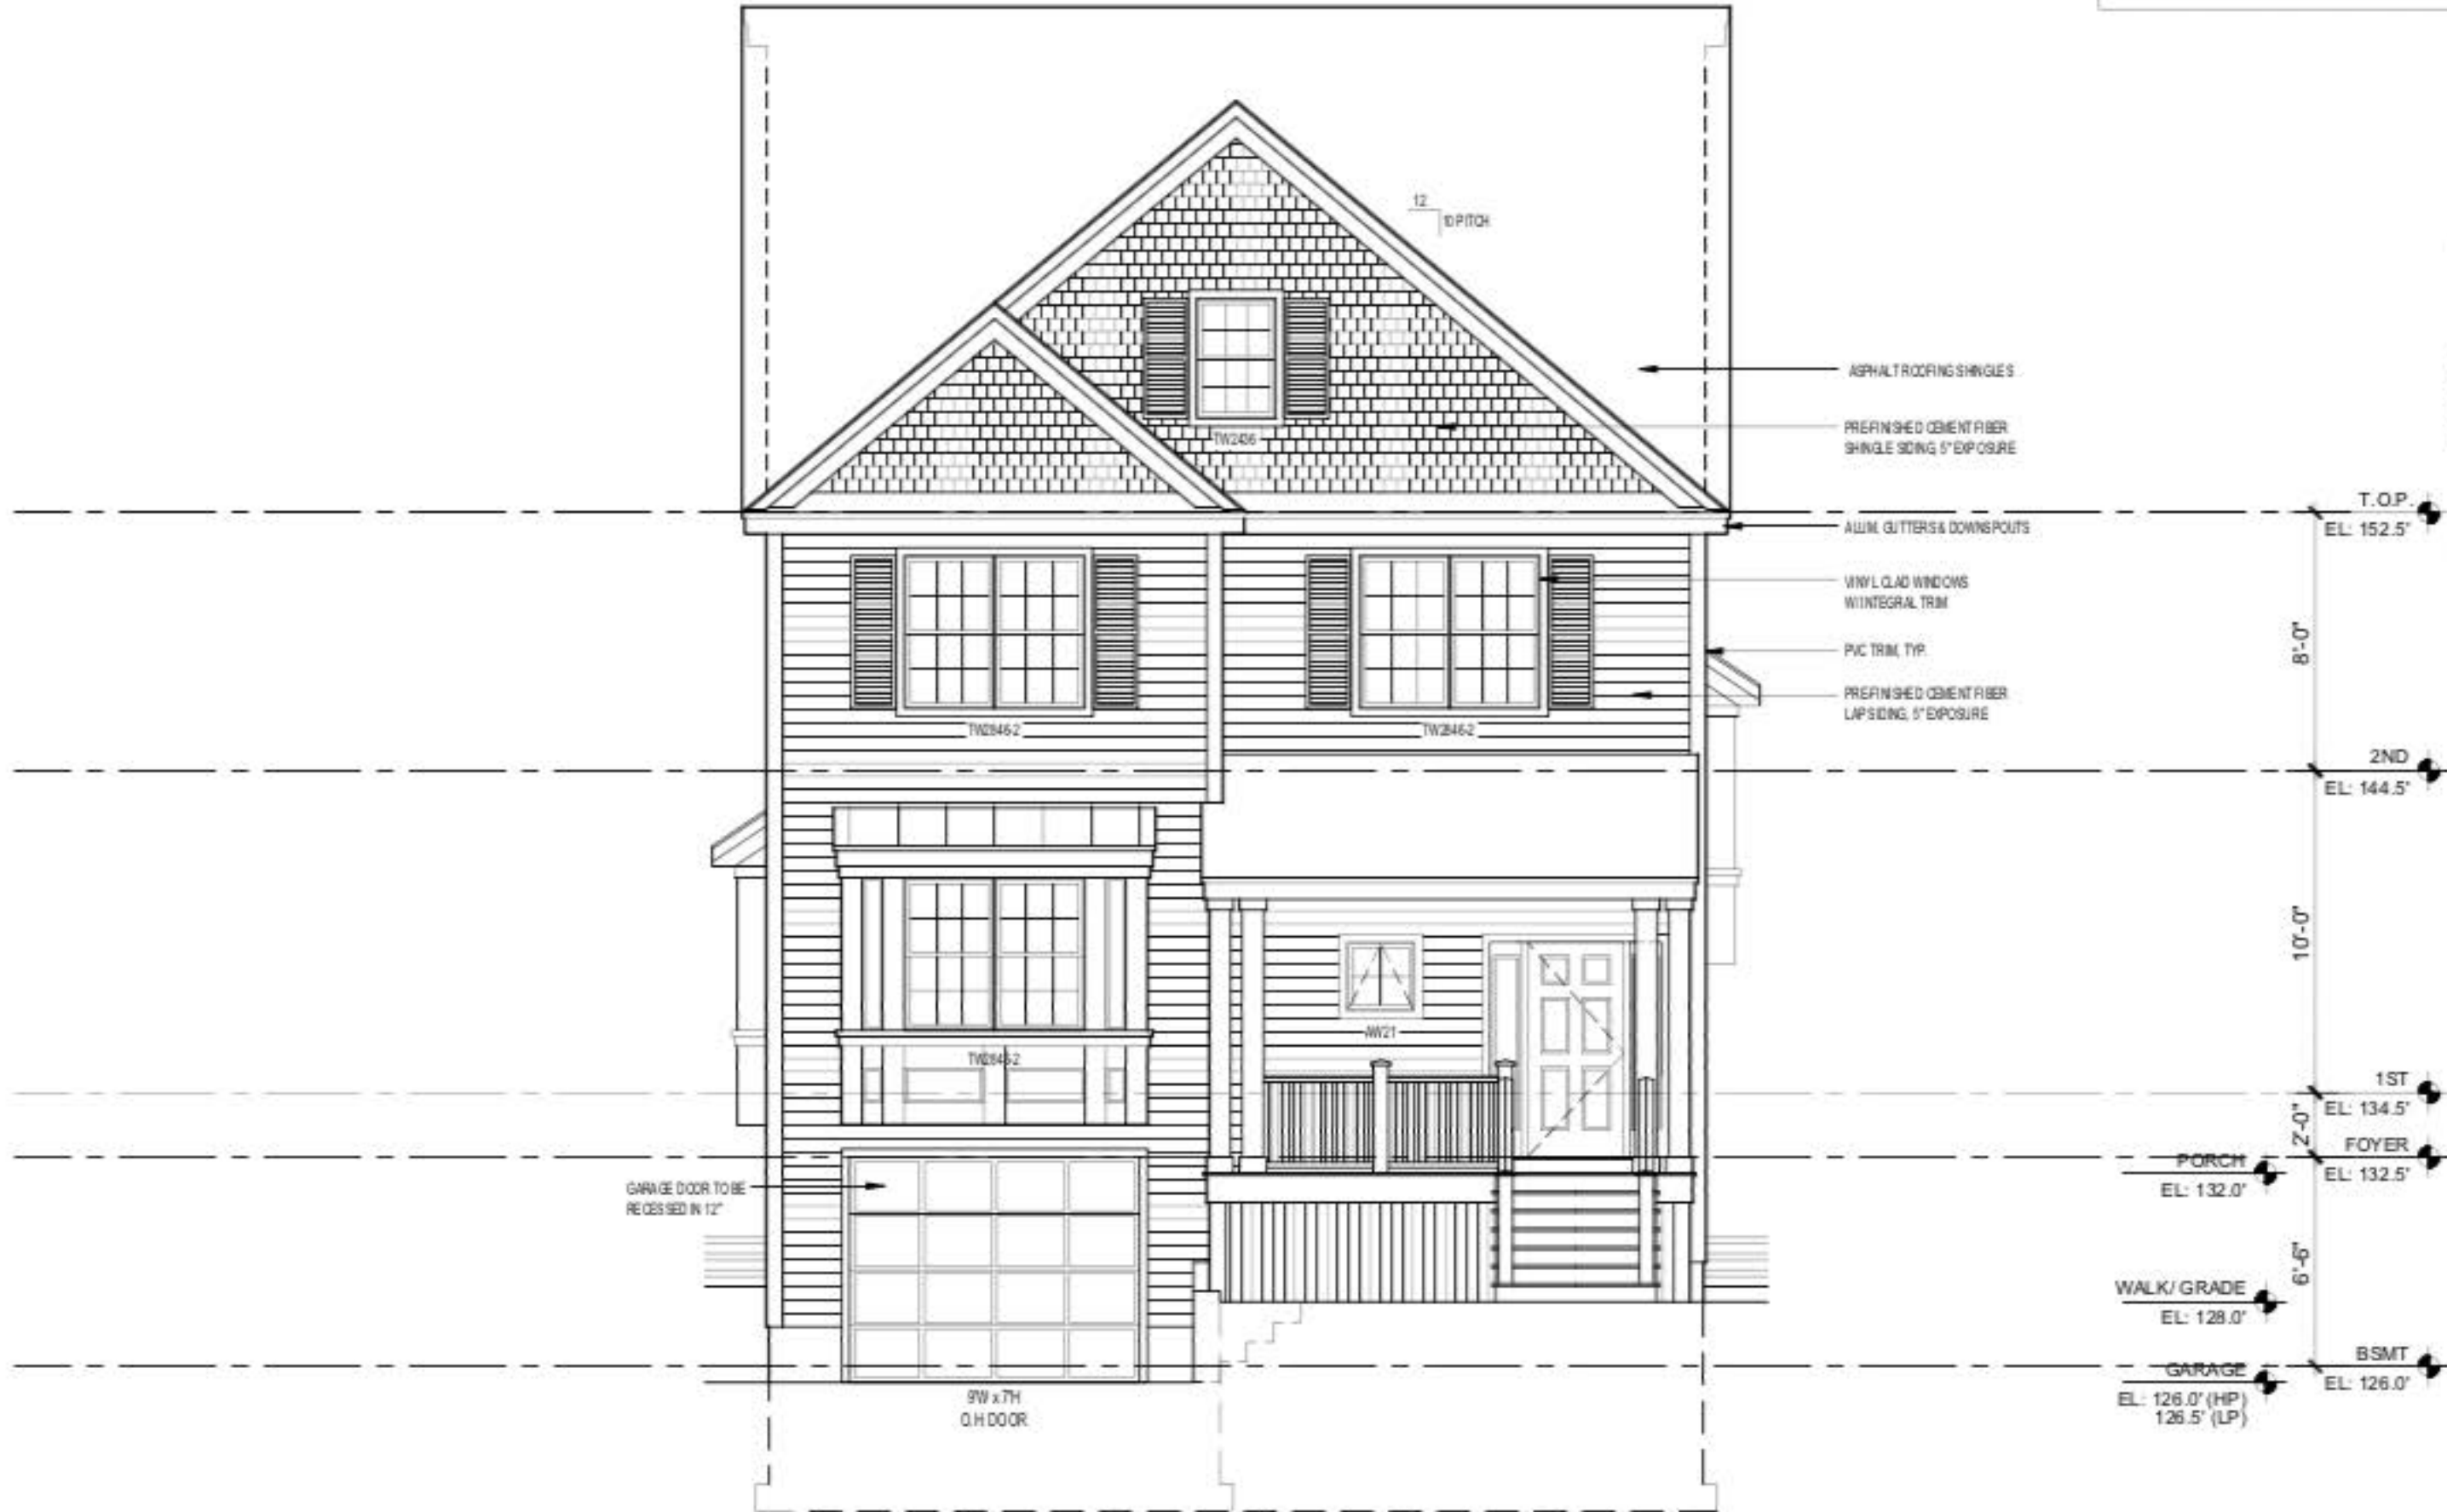 12
10 PITCH
TW2436
ASPHALT ROOFING SHINGLES
PREFINISHED CEMENT FIBER
SHINGLE SIDING, 5" EXPOSURE
T.O.P.
EL: 152.5'
ALUM. GUTTERS & DOWNSPOUTS
VINYL CLAD WINDOWS
W/ INTEGRAL TRIM
8'-0"
PVC TRIM, TYP.
PREFINISHED CEMENT FIBER
LAP SIDING, 5" EXPOSURE
TW2846-2
TW2846-2
2ND
EL: 144.5'
10'-0"
AW21
TW2846-2
1ST
EL: 134.5'
2'-0"
FOYER
EL: 132.5'
PORCH
EL: 132.0'
GARAGE DOOR TO BE
RECESSED IN 12"
6'-6"
WALK/ GRADE
EL: 128.0'
BSMT
EL: 126.0'
GARAGE
EL: 126.0' (HP)
126.5' (LP)
9'W x 7'H
O.H DOOR